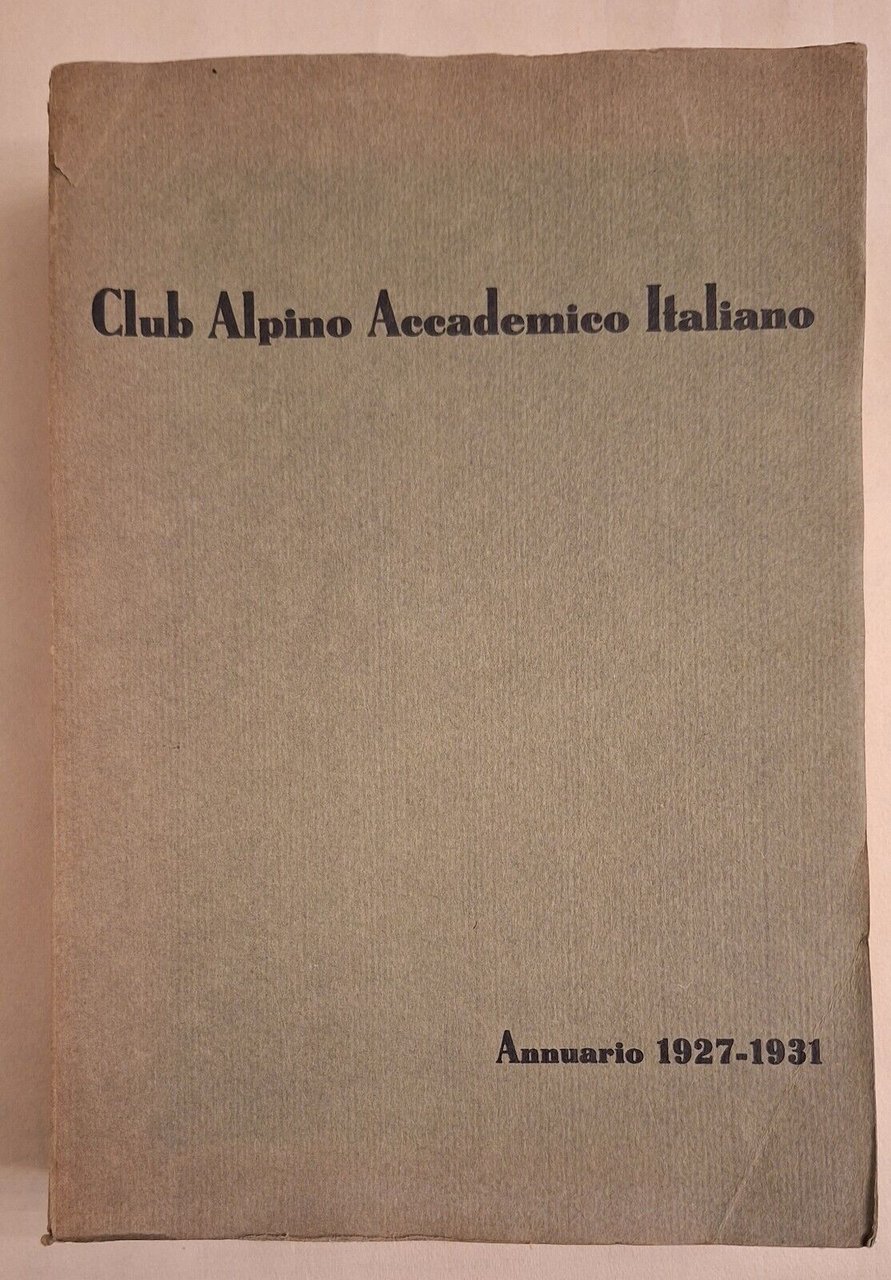 Club Alpino Accademico Italiano
Annuario 1927-1931